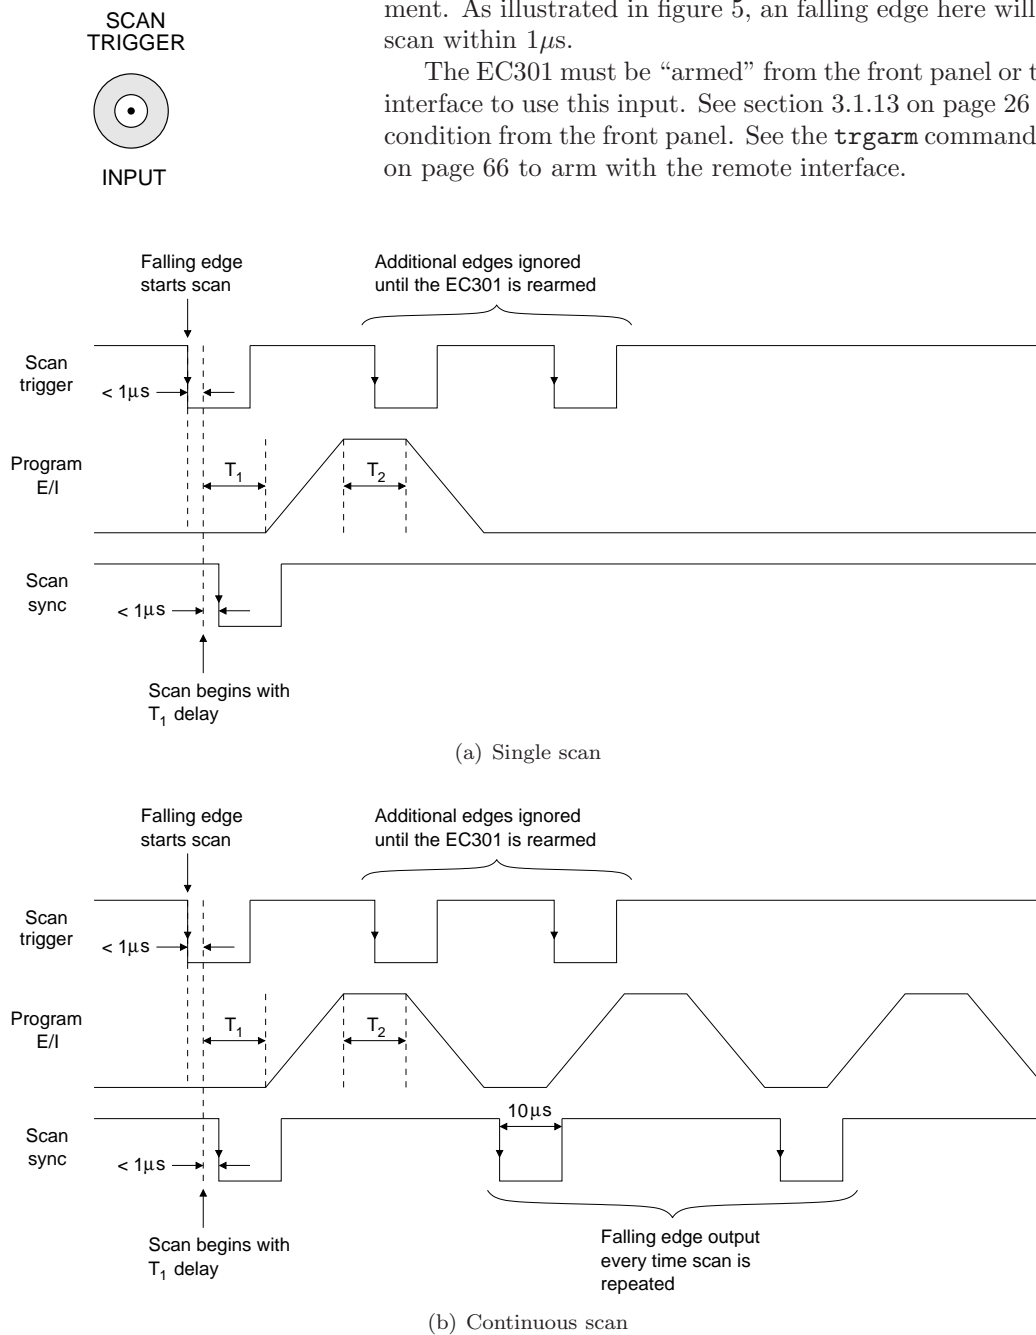 SCAN
TRIGGER
INPUT
ment. As illustrated in figure 5, an falling edge here will
scan within 1µs.
The EC301 must be “armed” from the front panel or t
interface to use this input. See section 3.1.13 on page 26
condition from the front panel. See the trgarm command
on page 66 to arm with the remote interface.
Falling edge
starts scan
Additional edges ignored
until the EC301 is rearmed
Scan
trigger
< 1µs
Program
E/I
T1
T2
Scan
sync
< 1µs
Scan begins with
T1 delay
(a) Single scan
Falling edge
starts scan
Additional edges ignored
until the EC301 is rearmed
Scan
trigger
< 1µs
Program
E/I
T1
T2
Scan
sync
10µs
< 1µs
Scan begins with
T1 delay
Falling edge output
every time scan is
repeated
(b) Continuous scan